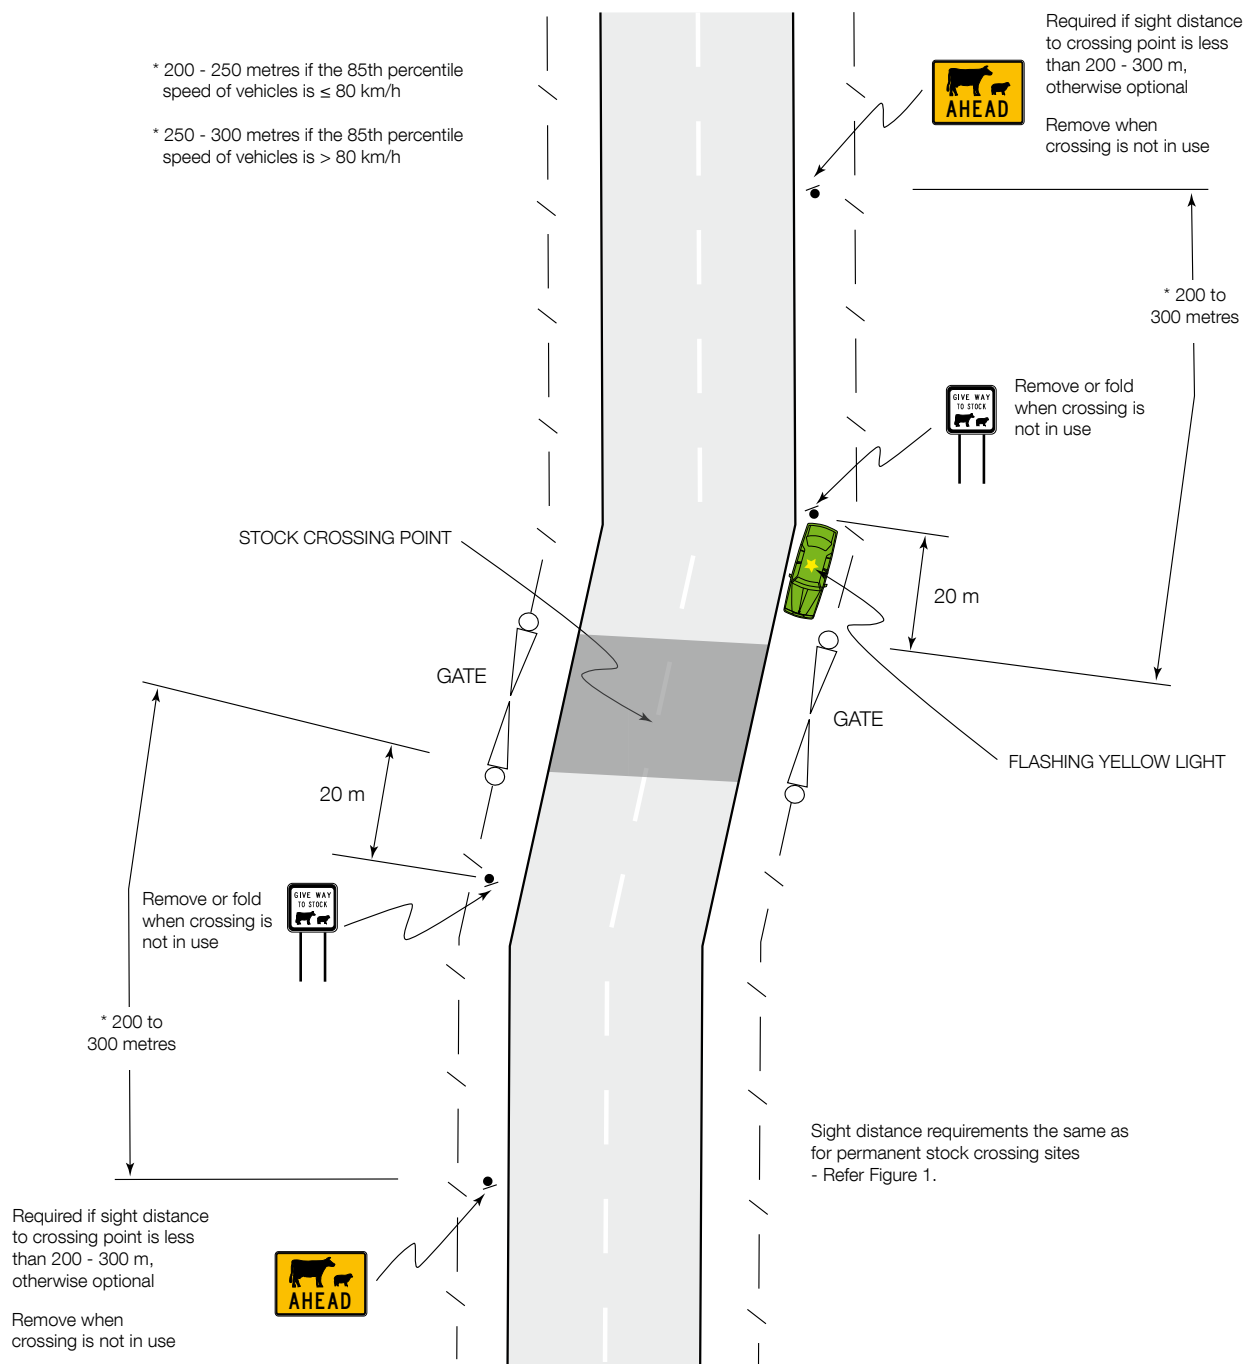 * 200 - 250 metres if the 85th percentile
speed of vehicles is ≤ 80 km/h
* 250 - 300 metres if the 85th percentile
speed of vehicles is > 80 km/h
Required if sight distance
to crossing point is less
than 200 - 300 m,
otherwise optional
Remove when
crossing is not in use
AHEAD
* 200 to
300 metres
GIVE WAY
TO STOCK
Remove or fold
when crossing is
not in use
STOCK CROSSING POINT
20 m
GATE
GATE
FLASHING YELLOW LIGHT
20 m
Remove or fold
when crossing is
not in use
GIVE WAY
TO STOCK
* 200 to
300 metres
Sight distance requirements the same as
for permanent stock crossing sites
- Refer Figure 1.
Required if sight distance
to crossing point is less
than 200 - 300 m,
otherwise optional
Remove when
crossing is not in use
AHEAD